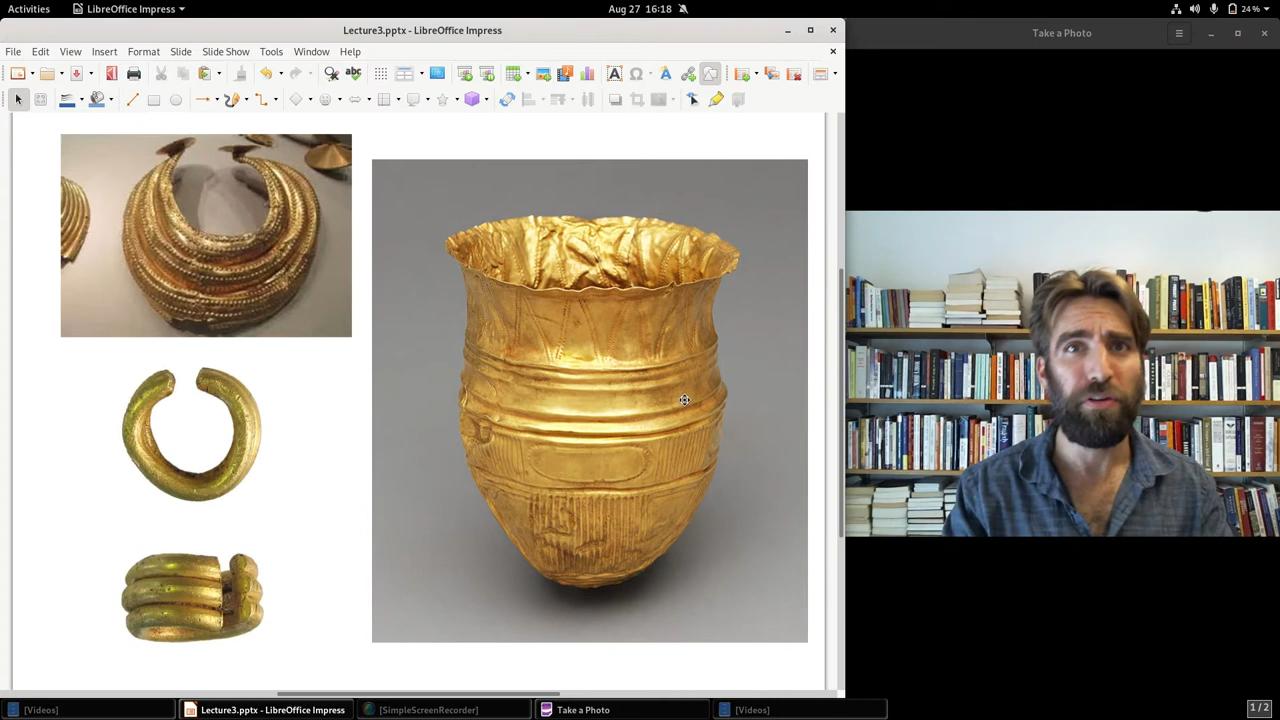 Activities
LibreOffice Impress
Aug 27 16:18
24 %
Lecture3.pptx - LibreOffice Impress
Take a Photo
File Edit View Insert Format Slide Slide Show Tools Window Help
[Videos]
Lecture3.pptx - LibreOffice Impress
[SimpleScreenRecorder]
Take a Photo
[Videos]
1 / 2